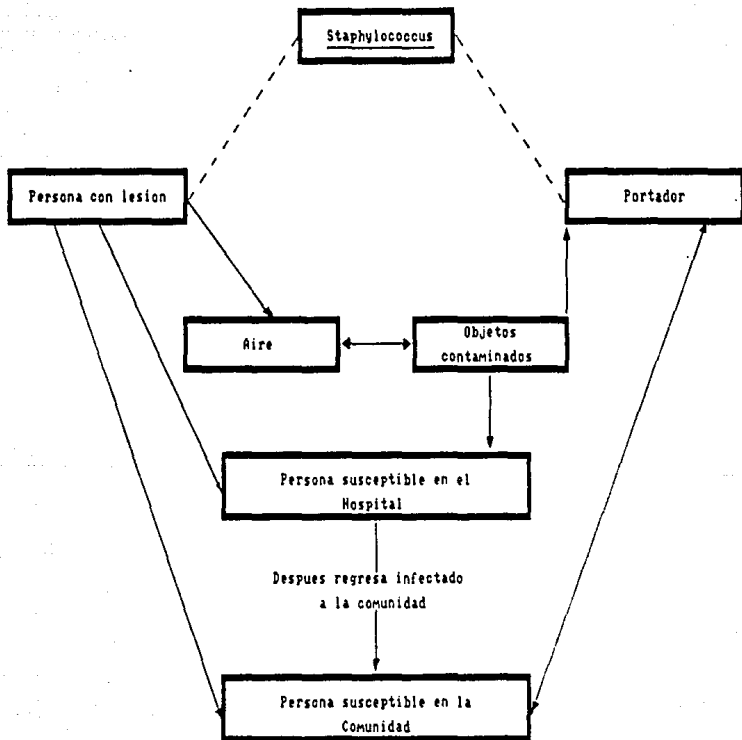 Staphylococcus
Persona con lesion
Portador
Aire
Objetos
contaminados
Persona susceptible en el
Hospital
Despues regresa infectado
a la comunidad
Persona susceptible en la
Comunidad